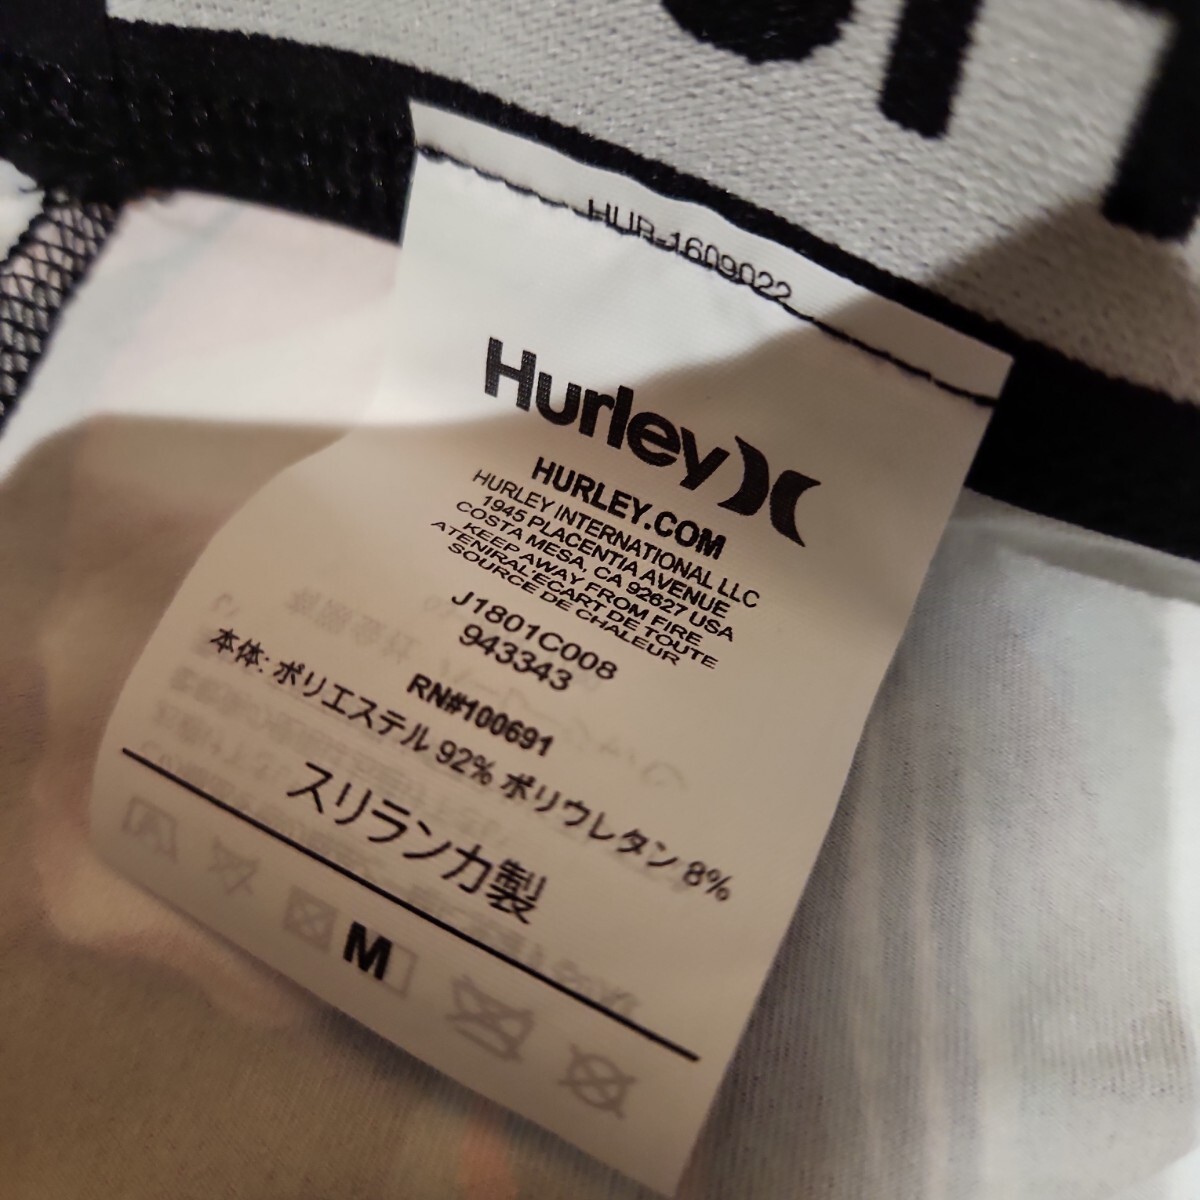 HUR-1609022
Hurley
HURLEY.COM
HURLEY INTERNATIONAL LLC
1945 PLACENTIA AVENUE
COSTA MESA, CA 92627 USA
KEEP AWAY FROM FIRE
ATENIRAL'ECART DE TOUTE
SOURCE DE CHALEUR
J1801C008
943343
RN#100691
本体: ポリエステル 92% ポリウレタン 8%
スリランカ製
M